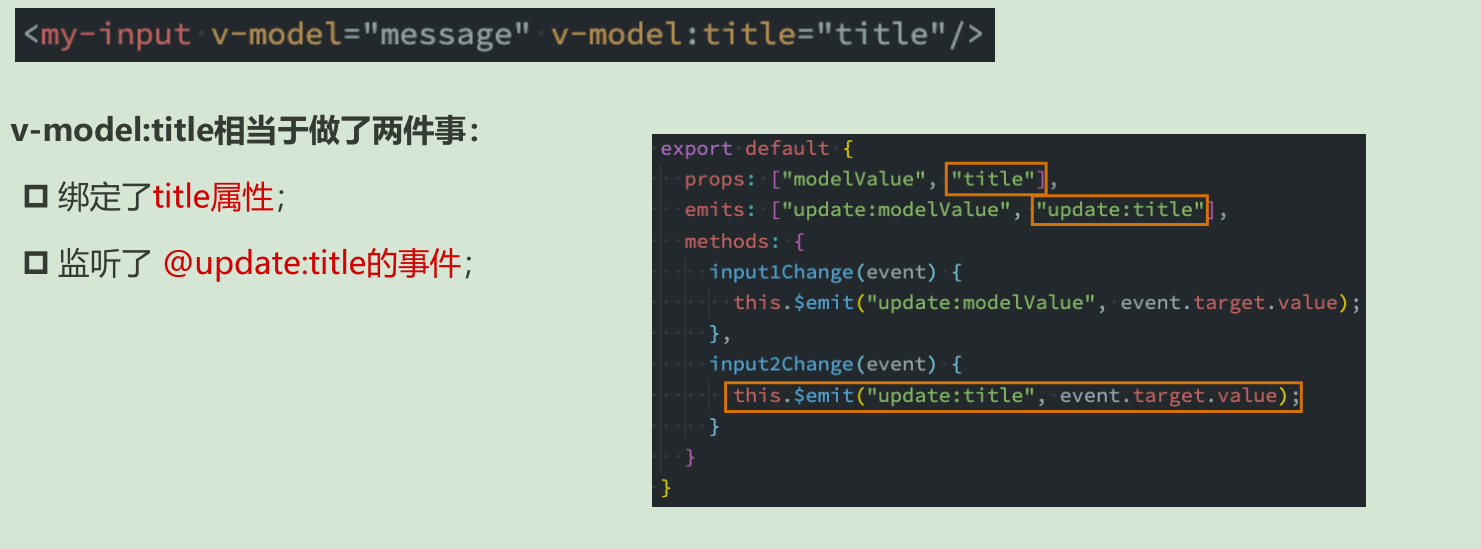 <my-input v-model="message" v-model:title="title"/>
v-model:title相当于做了两件事：
绑定了title属性；
监听了 @update:title的事件；
export default {
  props: ["modelValue", "title"],
  emits: ["update:modelValue", "update:title"],
  methods: {
    input1Change(event) {
      this.$emit("update:modelValue", event.target.value);
    },
    input2Change(event) {
      this.$emit("update:title", event.target.value);
    }
  }
}